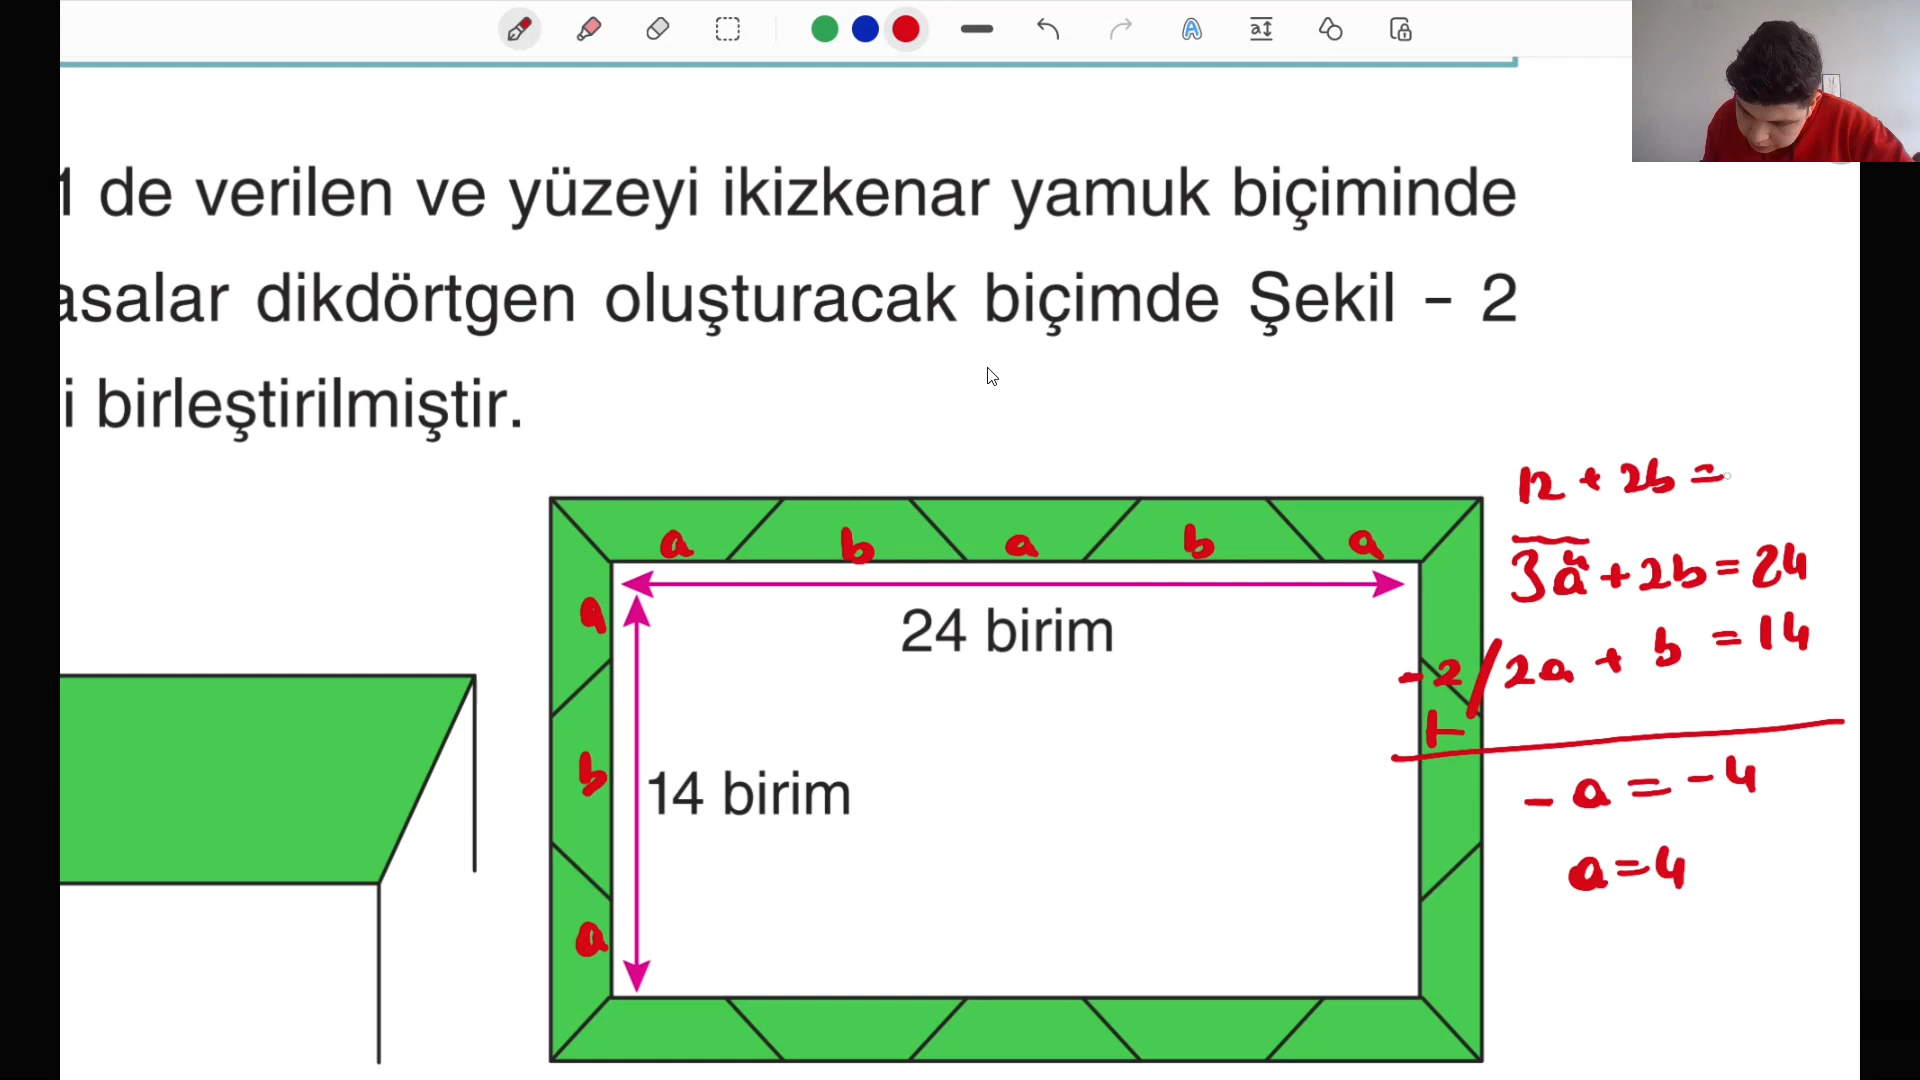 1 de verilen ve yüzeyi ikizkenar yamuk biçiminde
asalar dikdörtgen oluşturacak biçimde Şekil - 2
i birleştirilmiştir.
12 + 2b =
a b a b a
3a + 2b = 24
24 birim
a
-2/ 2a + b = 14
b
14 birim
+
-a = -4
a = 4
a